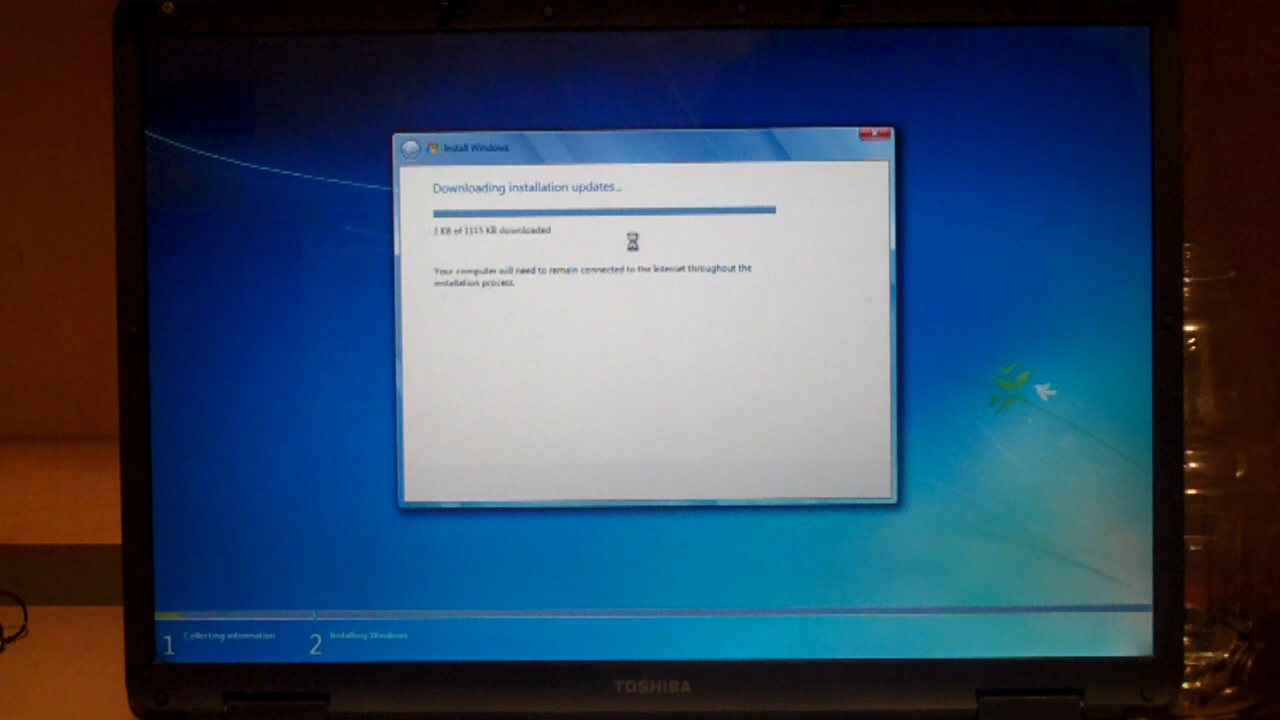 Install Windows
Downloading installation updates...
3 KB of 1115 KB downloaded
Your computer will need to remain connected to the Internet throughout the
installation process.
1 Collecting information 2 Installing Windows
TOSHIBA